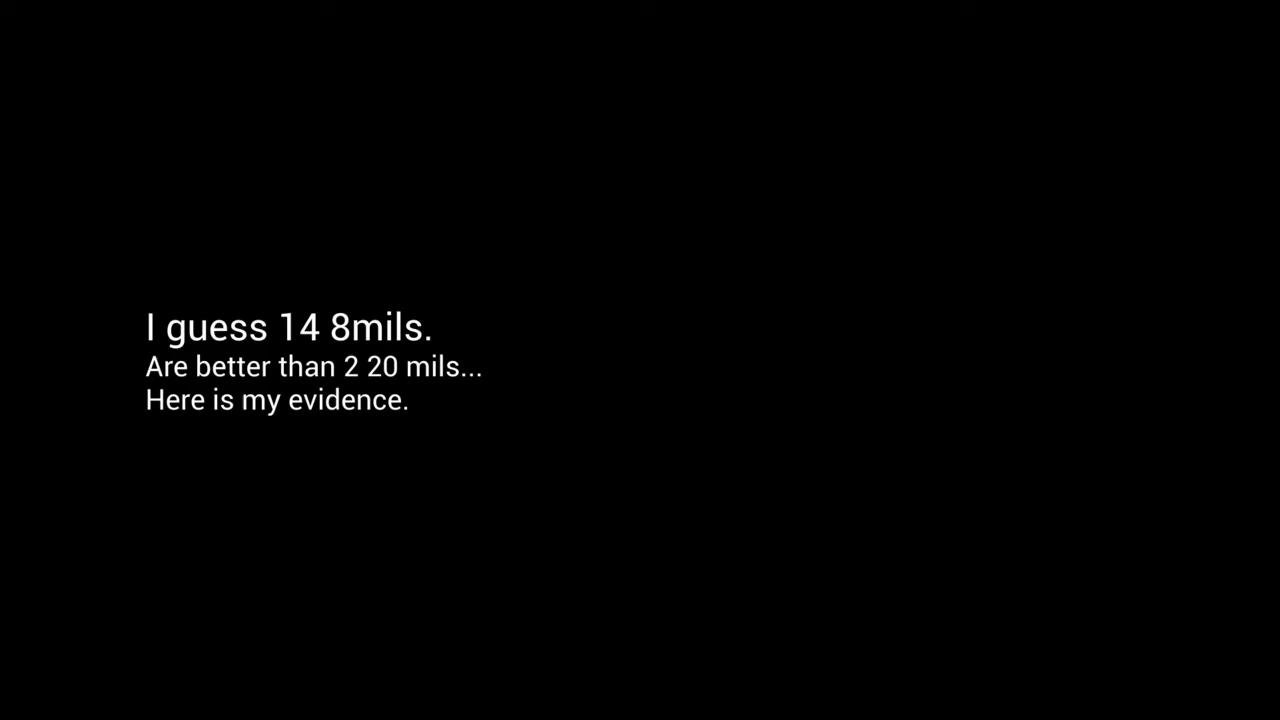 I guess 14 8mils.
Are better than 2 20 mils...
Here is my evidence.